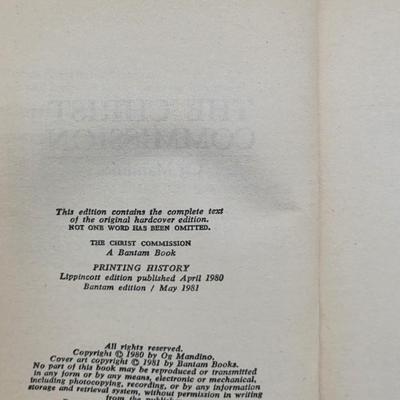 This edition contains the complete text
of the original hardcover edition.
NOT ONE WORD HAS BEEN OMITTED.
THE CHRIST COMMISSION
A Bantam Book
PRINTING HISTORY
Lippincott edition published April 1980
Bantam edition / May 1981
All rights reserved.
Copyright © 1980 by Og Mandino.
Cover art copyright © 1981 by Bantam Books.
No part of this book may be reproduced or transmitted
in any form or by any means, electronic or mechanical,
including photocopying, recording, or by any information
storage and retrieval system, without permission in writing
from the publisher.